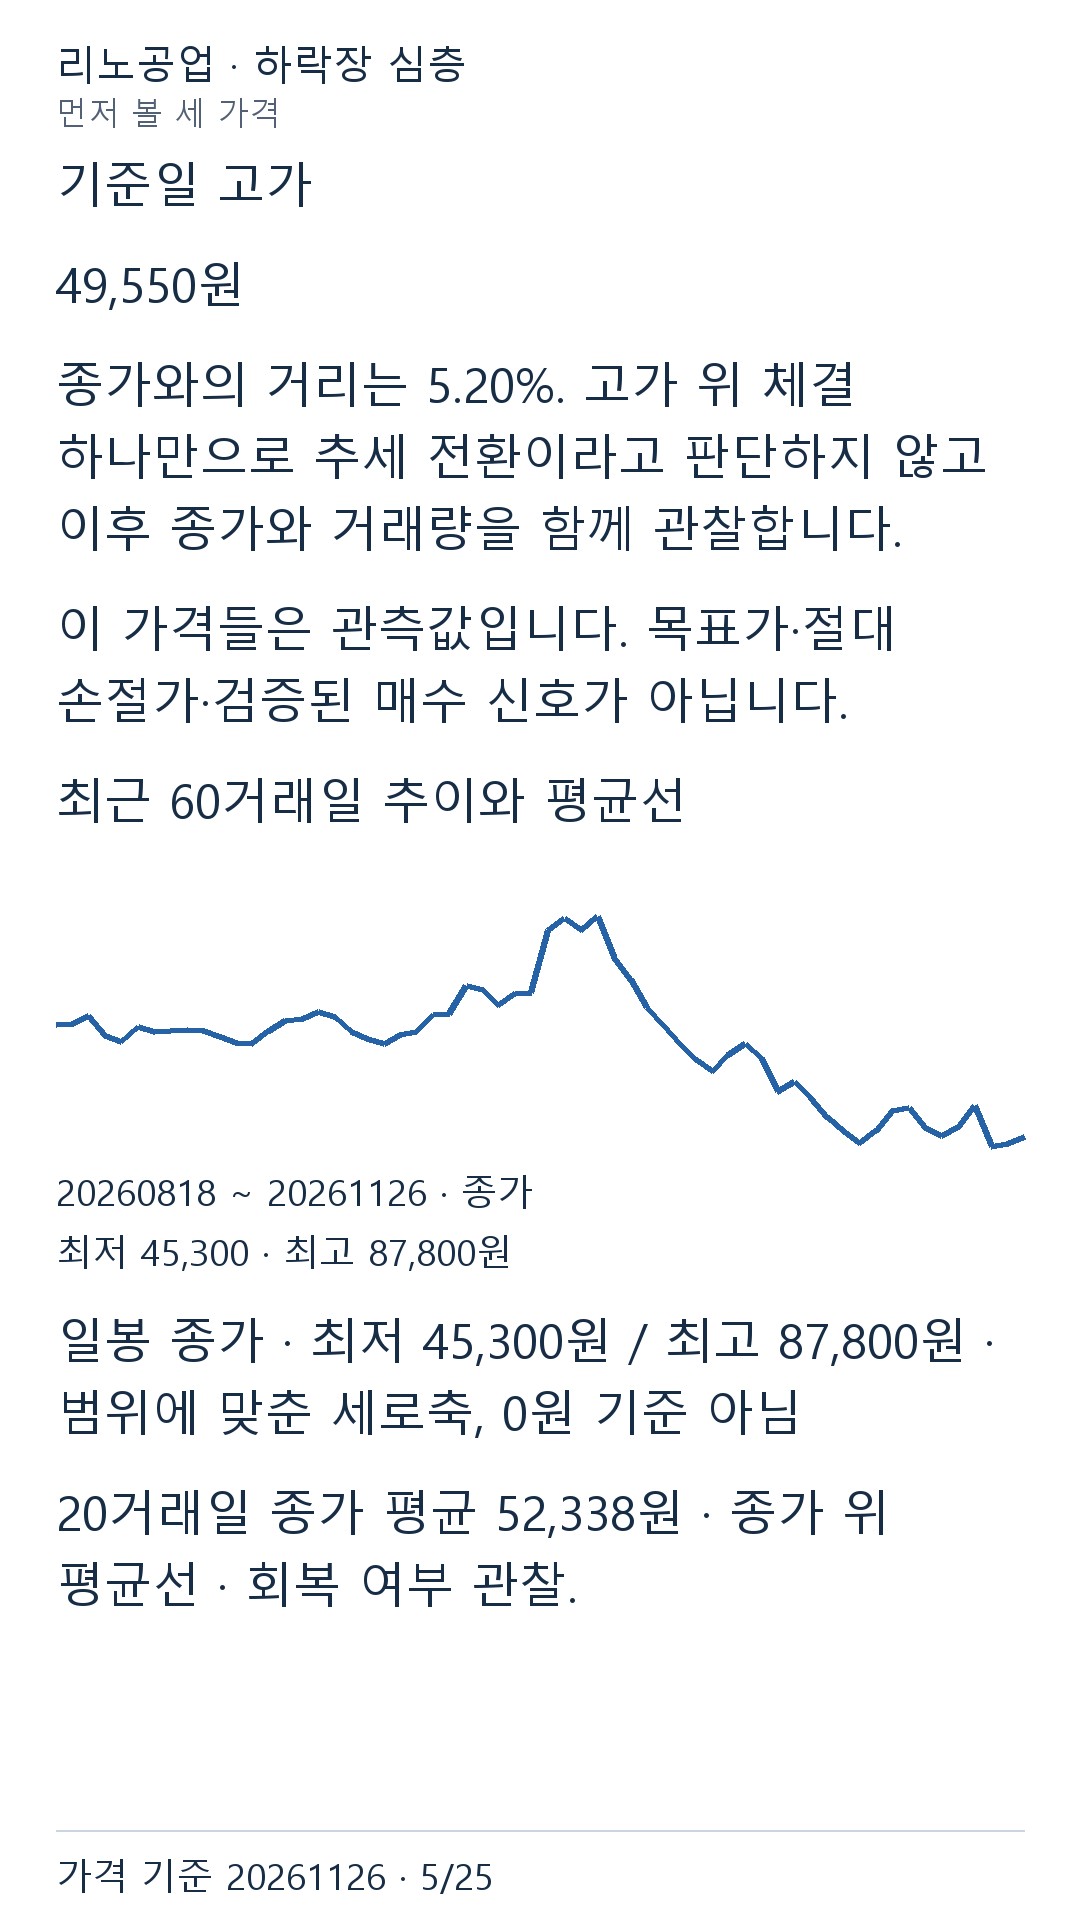 리노공업 · 하락장 심층
먼저 볼 세 가격
기준일 고가
49,550원
종가와의 거리는 5.20%. 고가 위 체결
하나만으로 추세 전환이라고 판단하지 않고
이후 종가와 거래량을 함께 관찰합니다.
이 가격들은 관측값입니다. 목표가·절대
손절가·검증된 매수 신호가 아닙니다.
최근 60거래일 추이와 평균선
20260818 ~ 20261126 · 종가
최저 45,300 · 최고 87,800원
일봉 종가 · 최저 45,300원 / 최고 87,800원 ·
범위에 맞춘 세로축, 0원 기준 아님
20거래일 종가 평균 52,338원 · 종가 위
평균선 · 회복 여부 관찰.
가격 기준 20261126 · 5/25